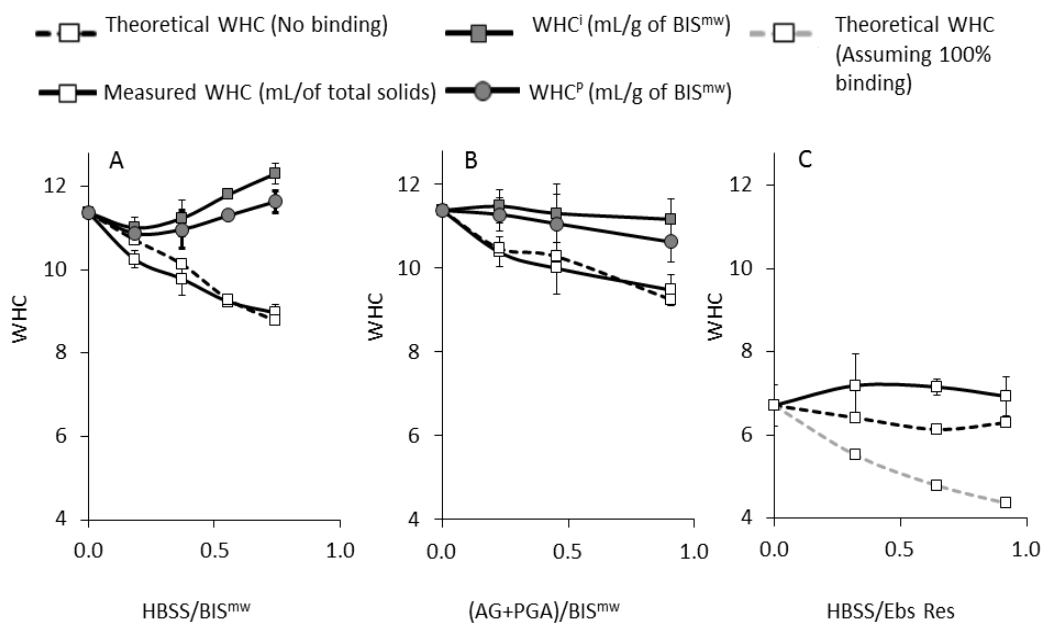 Theoretical WHC (No binding)
WHCⁱ (mL/g of BISᵐʷ)
Theoretical WHC
(Assuming 100%
binding)
Measured WHC (mL/of total solids)
WHCᴾ (mL/g of BISᵐʷ)
A
B
C
12
10
8
6
4
WHC
0.0 0.5 1.0
HBSS/BISᵐʷ
12
10
8
6
4
WHC
0.0 0.5 1.0
(AG+PGA)/BISᵐʷ
12
10
8
6
4
WHC
0.0 0.5 1.0
HBSS/Ebs Res